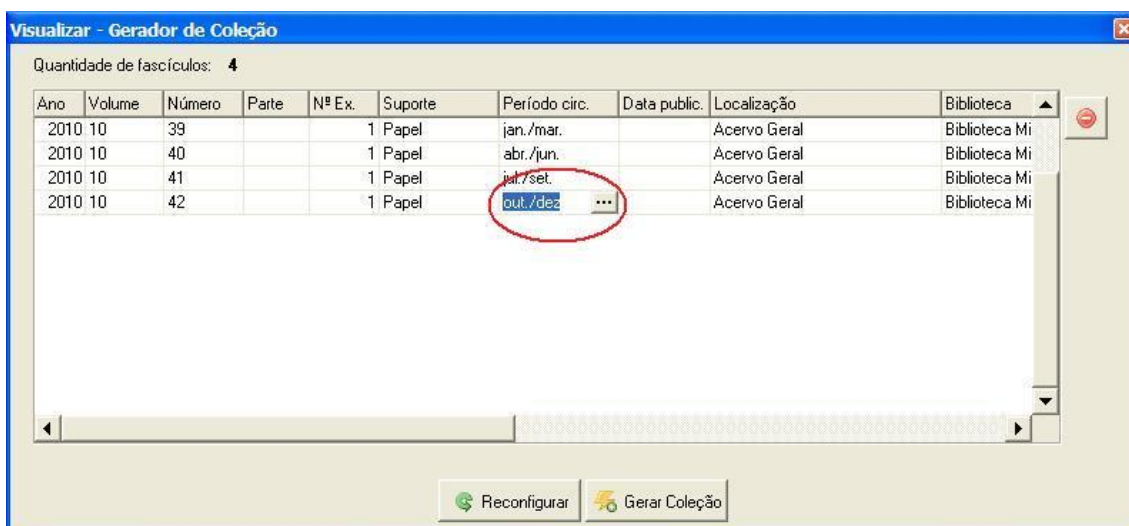 Visualizar - Gerador de Coleção
Quantidade de fascículos: 4
Ano Volume Número Parte Nº Ex. Suporte Período circ. Data public. Localização Biblioteca
2010 10 39 1 Papel jan./mar. Acervo Geral Biblioteca Mi
2010 10 40 1 Papel abr./jun. Acervo Geral Biblioteca Mi
2010 10 41 1 Papel jul./set. Acervo Geral Biblioteca Mi
2010 10 42 1 Papel out./dez ... Acervo Geral Biblioteca Mi
Reconfigurar Gerar Coleção